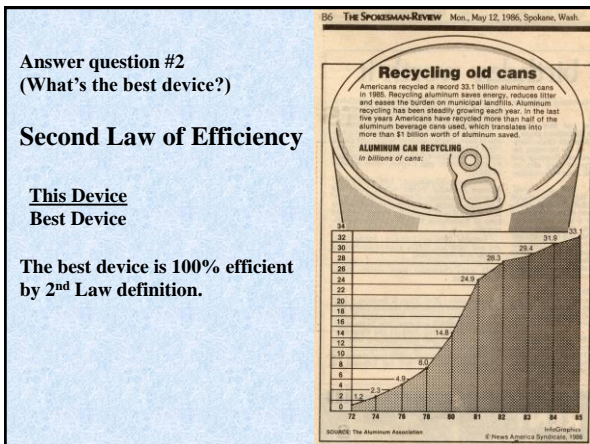 Answer question #2
(What's the best device?)
Second Law of Efficiency
This Device
Best Device
The best device is 100% efficient
by 2nd Law definition.
B6 THE SPOKESMAN-REVIEW Mon., May 12, 1986, Spokane, Wash.
Recycling old cans
Americans recycled a record 33.1 billion aluminum cans
in 1985. Recycling aluminum saves energy, reduces litter
and eases the burden on municipal landfills. Aluminum
recycling has been steadily growing each year. In the last
five years Americans have recycled more than half of the
aluminum beverage cans used, which translates into
more than $1 billion worth of aluminum saved.
ALUMINUM CAN RECYCLING
In billions of cans:
34
32
30
28
26
24
22
20
18
16
14
12
10
8
6
4
2
0
1.2
2.3
4.9
8.0
14.8
24.9
28.3
29.4
31.9
33.1
72 74 76 78 80 81 82 83 84 85
SOURCE: The Aluminum Association
InfoGraphics
© News America Syndicate, 1986